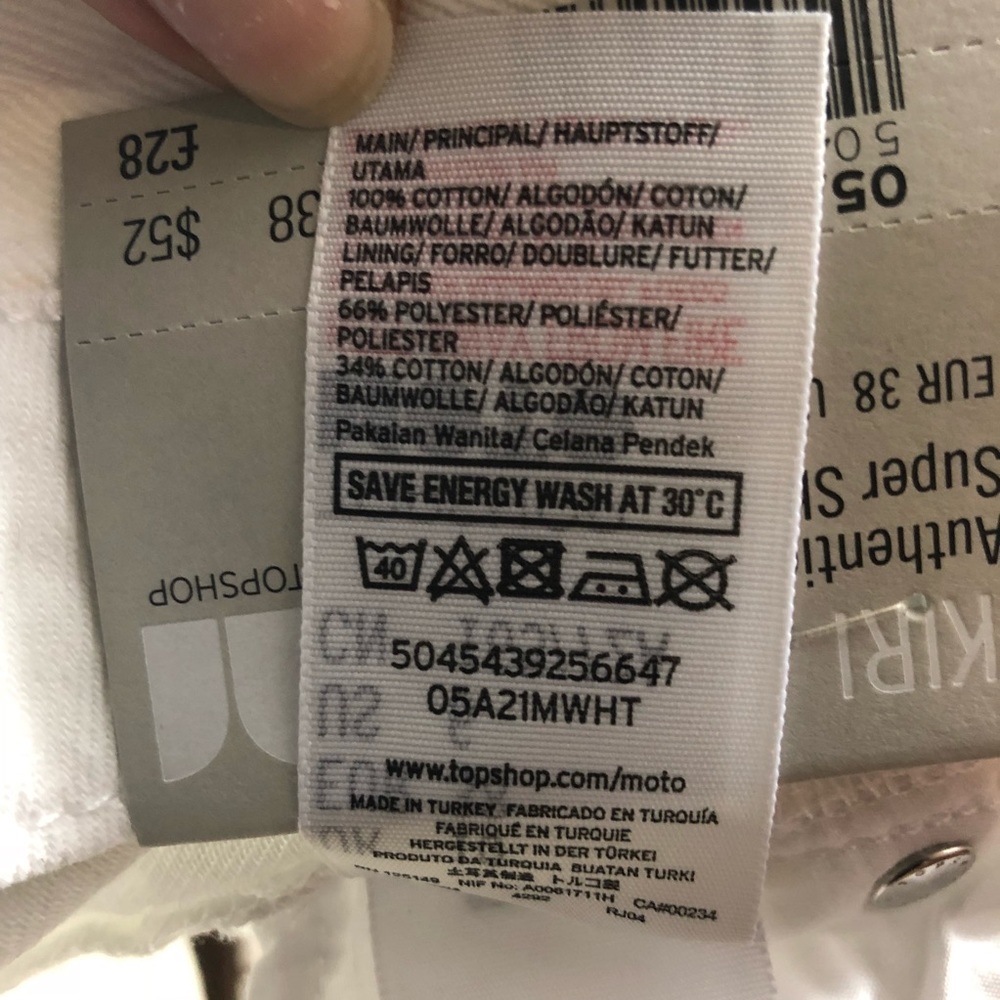 MAIN/ PRINCIPAL/ HAUPTSTOFF/
UTAMA
100% COTTON/ ALGODÓN/ COTON/
BAUMWOLLE/ ALGODÃO/ KATUN
LINING/ FORRO/ DOUBLURE/ FUTTER/
PELAPIS
66% POLYESTER/ POLIÉSTER/
POLIESTER
34% COTTON/ ALGODÓN/ COTON/
BAUMWOLLE/ ALGODÃO/ KATUN
Pakaian Wanita/ Celana Pendek
SAVE ENERGY WASH AT 30°C
40
5045439256647
05A21MWHT
www.topshop.com/moto
MADE IN TURKEY FABRICADO EN TURQUÍA
FABRIQUÉ EN TURQUIE
HERGESTELLT IN DER TÜRKEI
PRODUTO DA TURQUIA BUATAN TURKI
土耳其制造 トルコ製
NIF No: A0061711H CA#00234
4292 RJ04
£28
$52 38
TOPSHOP
50
05
EUR 38
Super
KIRI